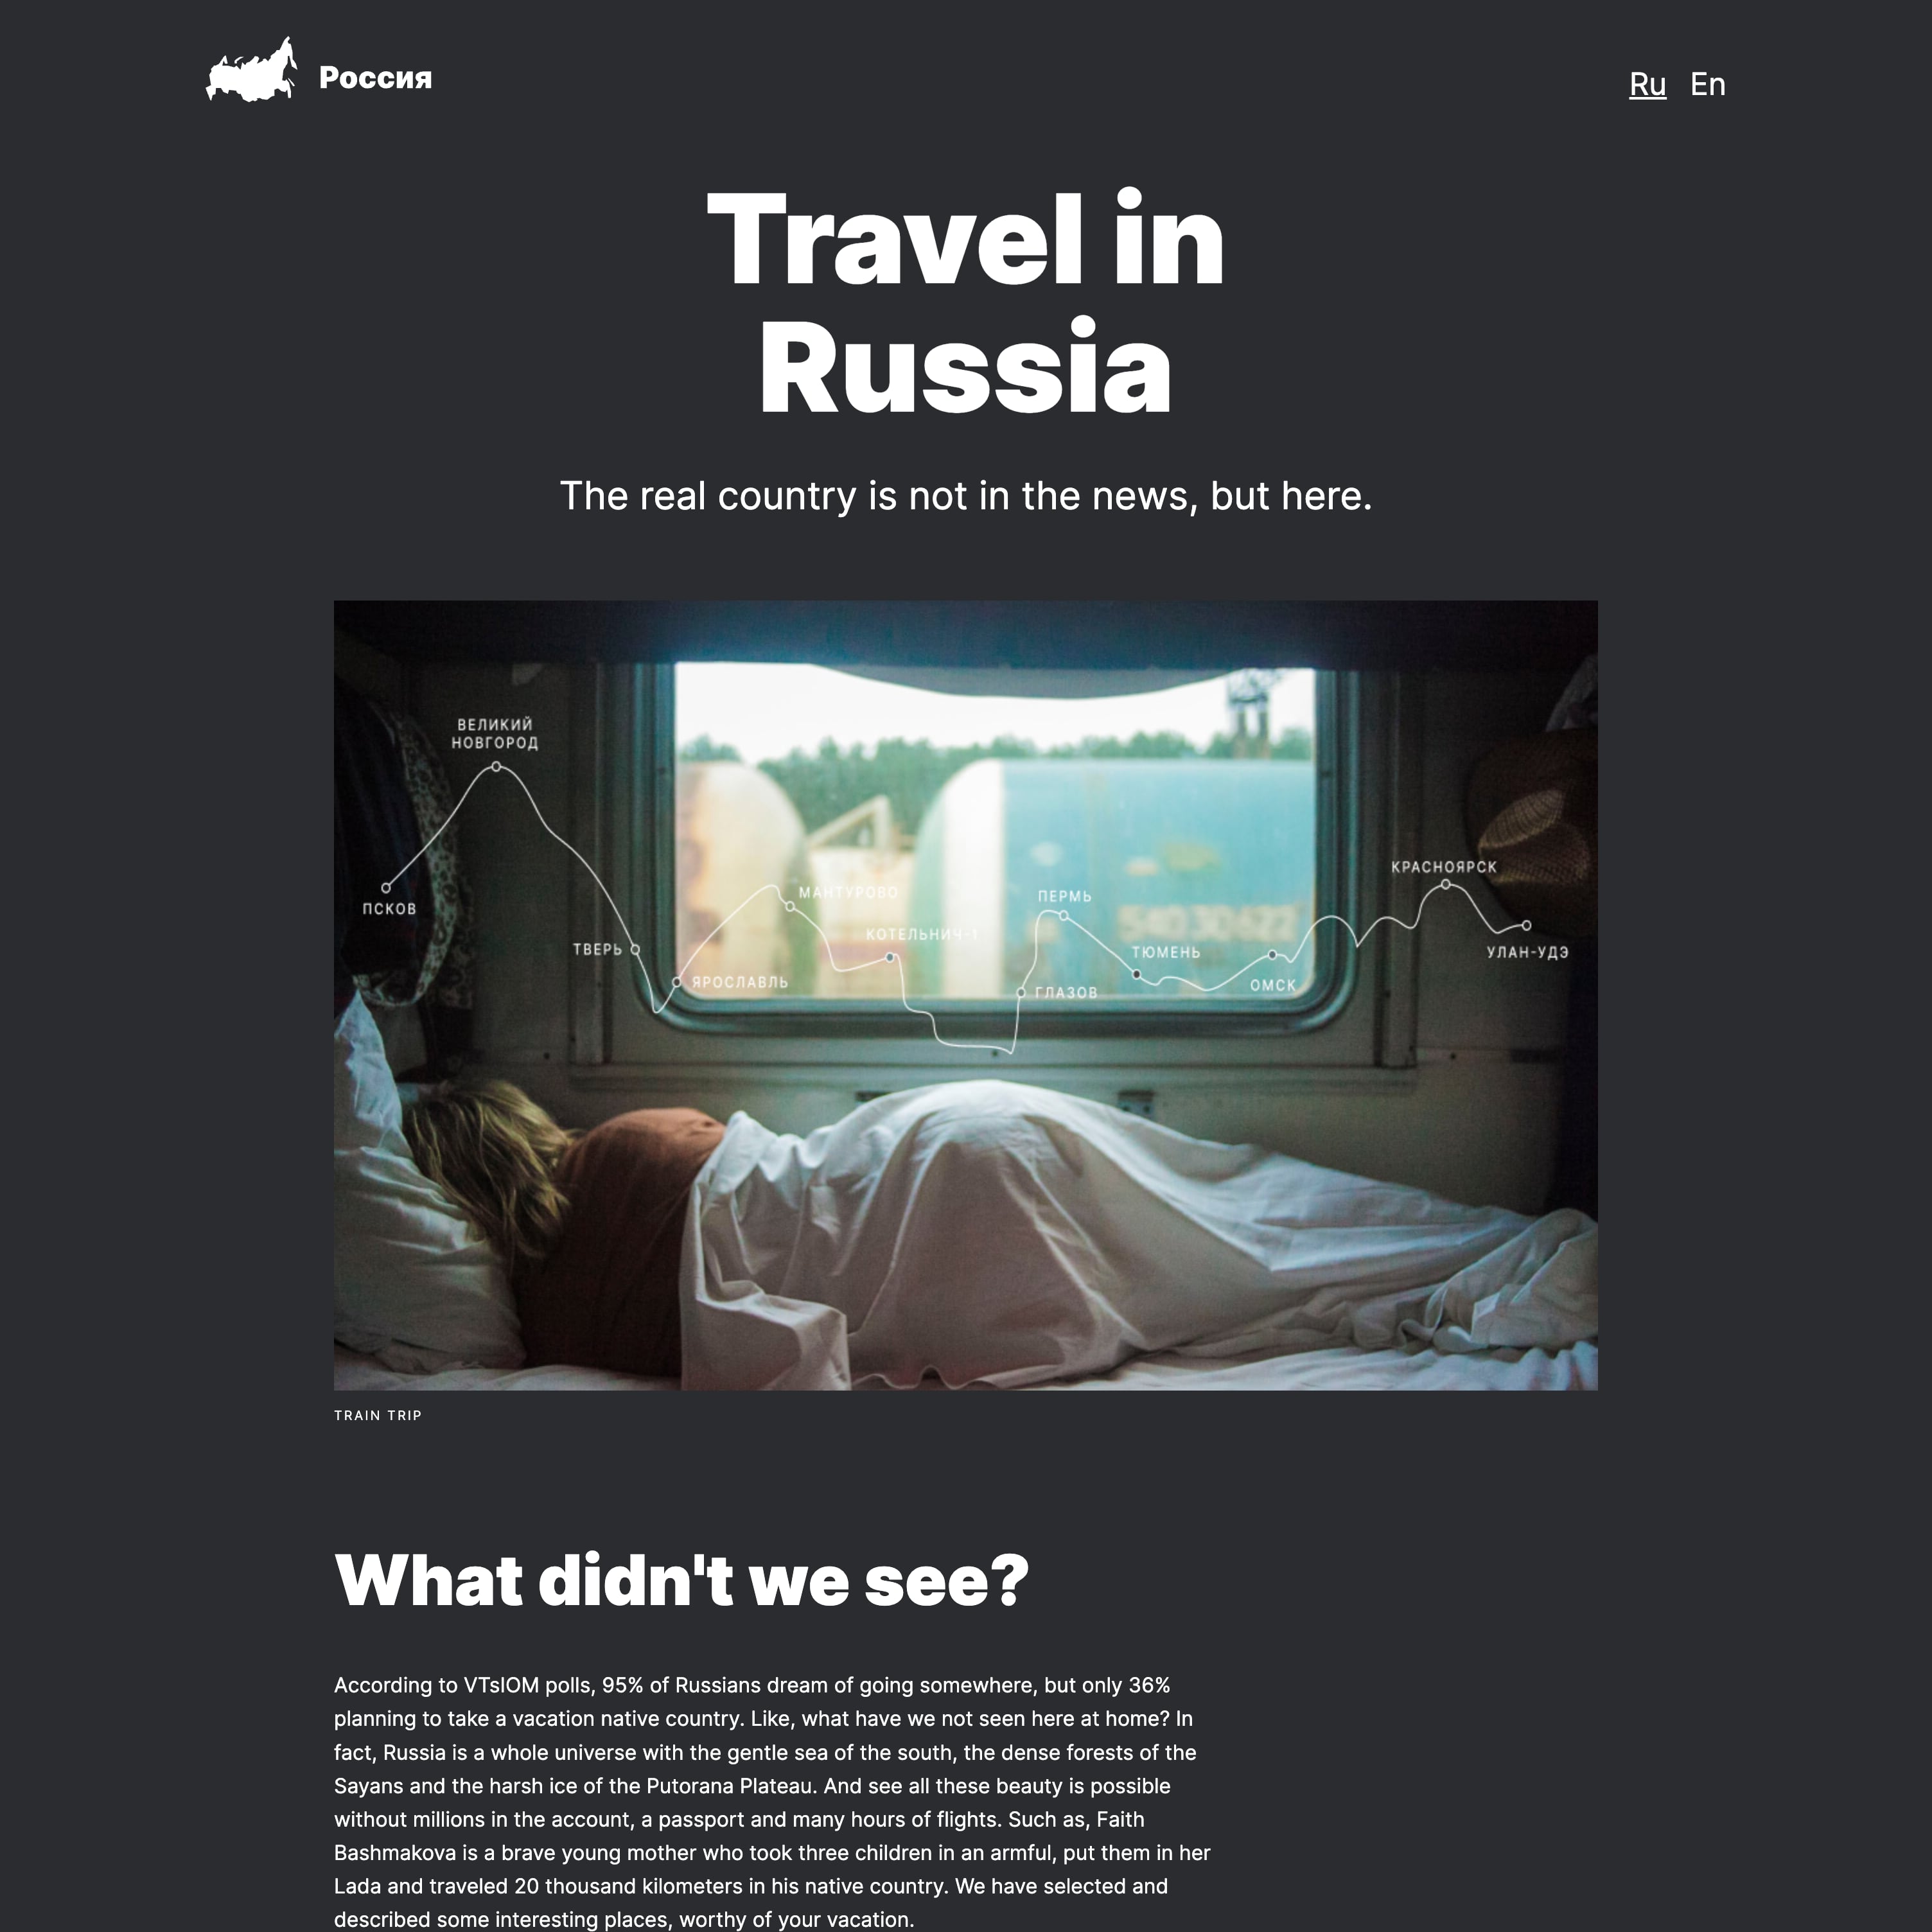 Россия
Ru En
Travel in
Russia
The real country is not in the news, but here.
ВЕЛИКИЙ
НОВГОРОД
ПСКОВ
ТВЕРЬ
ЯРОСЛАВЛЬ
МАНТУРОВО
КОТЕЛЬНИЧ-1
ГЛАЗОВ
ПЕРМЬ
ТЮМЕНЬ
ОМСК
КРАСНОЯРСК
УЛАН-УДЭ
TRAIN TRIP
What didn't we see?
According to VTsIOM polls, 95% of Russians dream of going somewhere, but only 36%
planning to take a vacation native country. Like, what have we not seen here at home? In
fact, Russia is a whole universe with the gentle sea of the south, the dense forests of the
Sayans and the harsh ice of the Putorana Plateau. And see all these beauty is possible
without millions in the account, a passport and many hours of flights. Such as, Faith
Bashmakova is a brave young mother who took three children in an armful, put them in her
Lada and traveled 20 thousand kilometers in his native country. We have selected and
described some interesting places, worthy of your vacation.